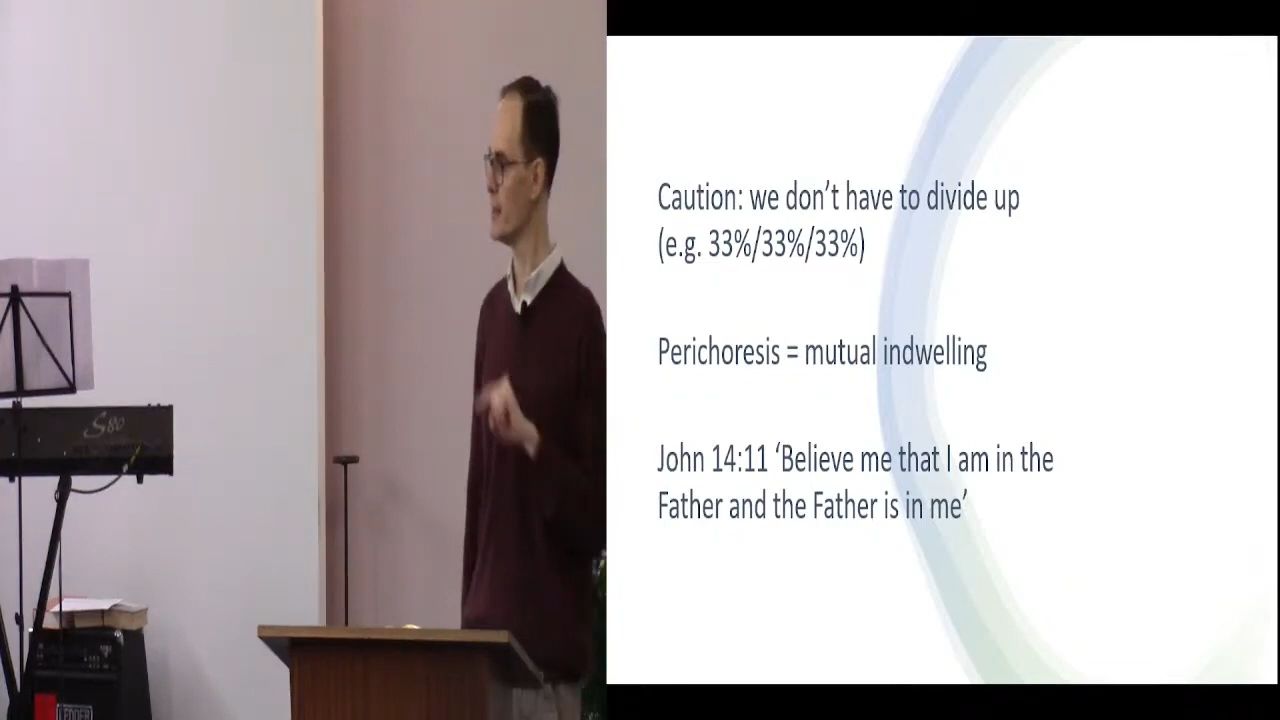 Caution: we don’t have to divide up
(e.g. 33%/33%/33%)
Perichoresis = mutual indwelling
John 14:11 ‘Believe me that I am in the
Father and the Father is in me’
S80